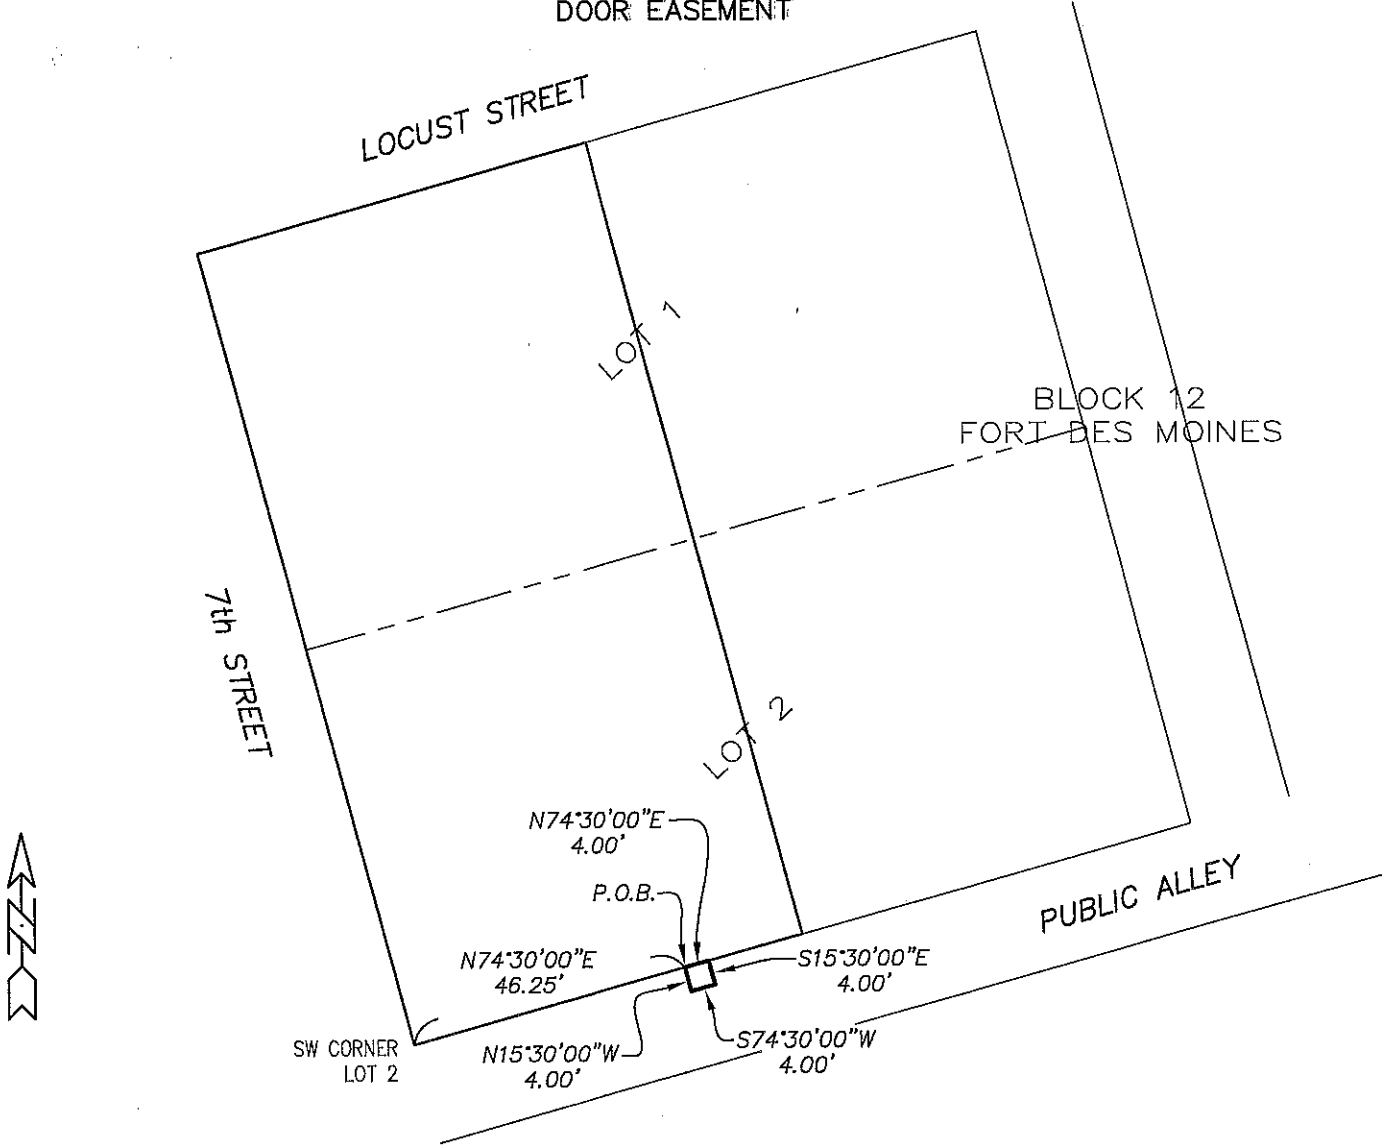 DOOR EASEMENT
LOCUST STREET
LOT 1
BLOCK 12
FORT DES MOINES
7th STREET
LOT 2
N74°30'00"E
4.00'
P.O.B.
PUBLIC ALLEY
N74°30'00"E
46.25'
S15°30'00"E
4.00'
SW CORNER
LOT 2
N15°30'00"W
4.00'
S74°30'00"W
4.00'
N